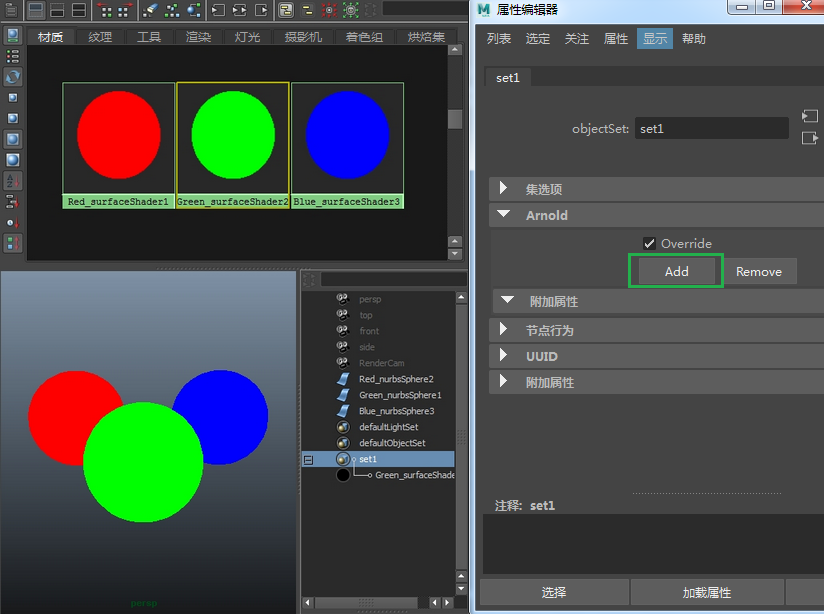 材质 纹理 工具 渲染 灯光 摄影机 着色组 烘焙集
Red_surfaceShader1 Green_surfaceShader2 Blue_surfaceShader3
persp
persp
top
front
side
RenderCam
Red_nurbsSphere2
Green_nurbsSphere1
Blue_nurbsSphere3
defaultLightSet
defaultObjectSet
set1
Green_surfaceShade
属性编辑器
列表 选定 关注 属性 显示 帮助
set1
objectSet: set1
集选项
Arnold
Override
Add Remove
附加属性
节点行为
UUID
附加属性
注释: set1
选择 加载属性